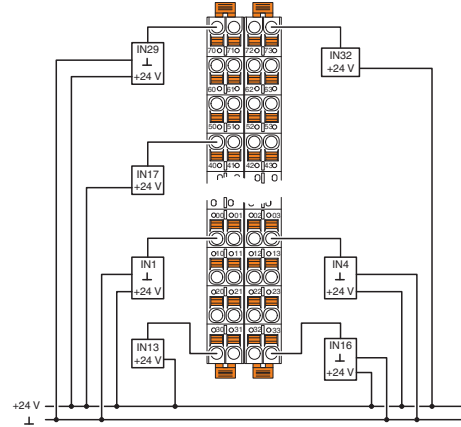 IN29
⊥
+24 V
IN32
+24 V
70 71 72 73
60 61 62 63
50 51 52 53
40 41 42 43
IN17
+24 V
00 01 02 03
10 11 12 13
20 21 22 23
30 31 32 33
IN1
⊥
+24 V
IN4
⊥
+24 V
IN13
+24 V
IN16
⊥
+24 V
+24 V
⊥